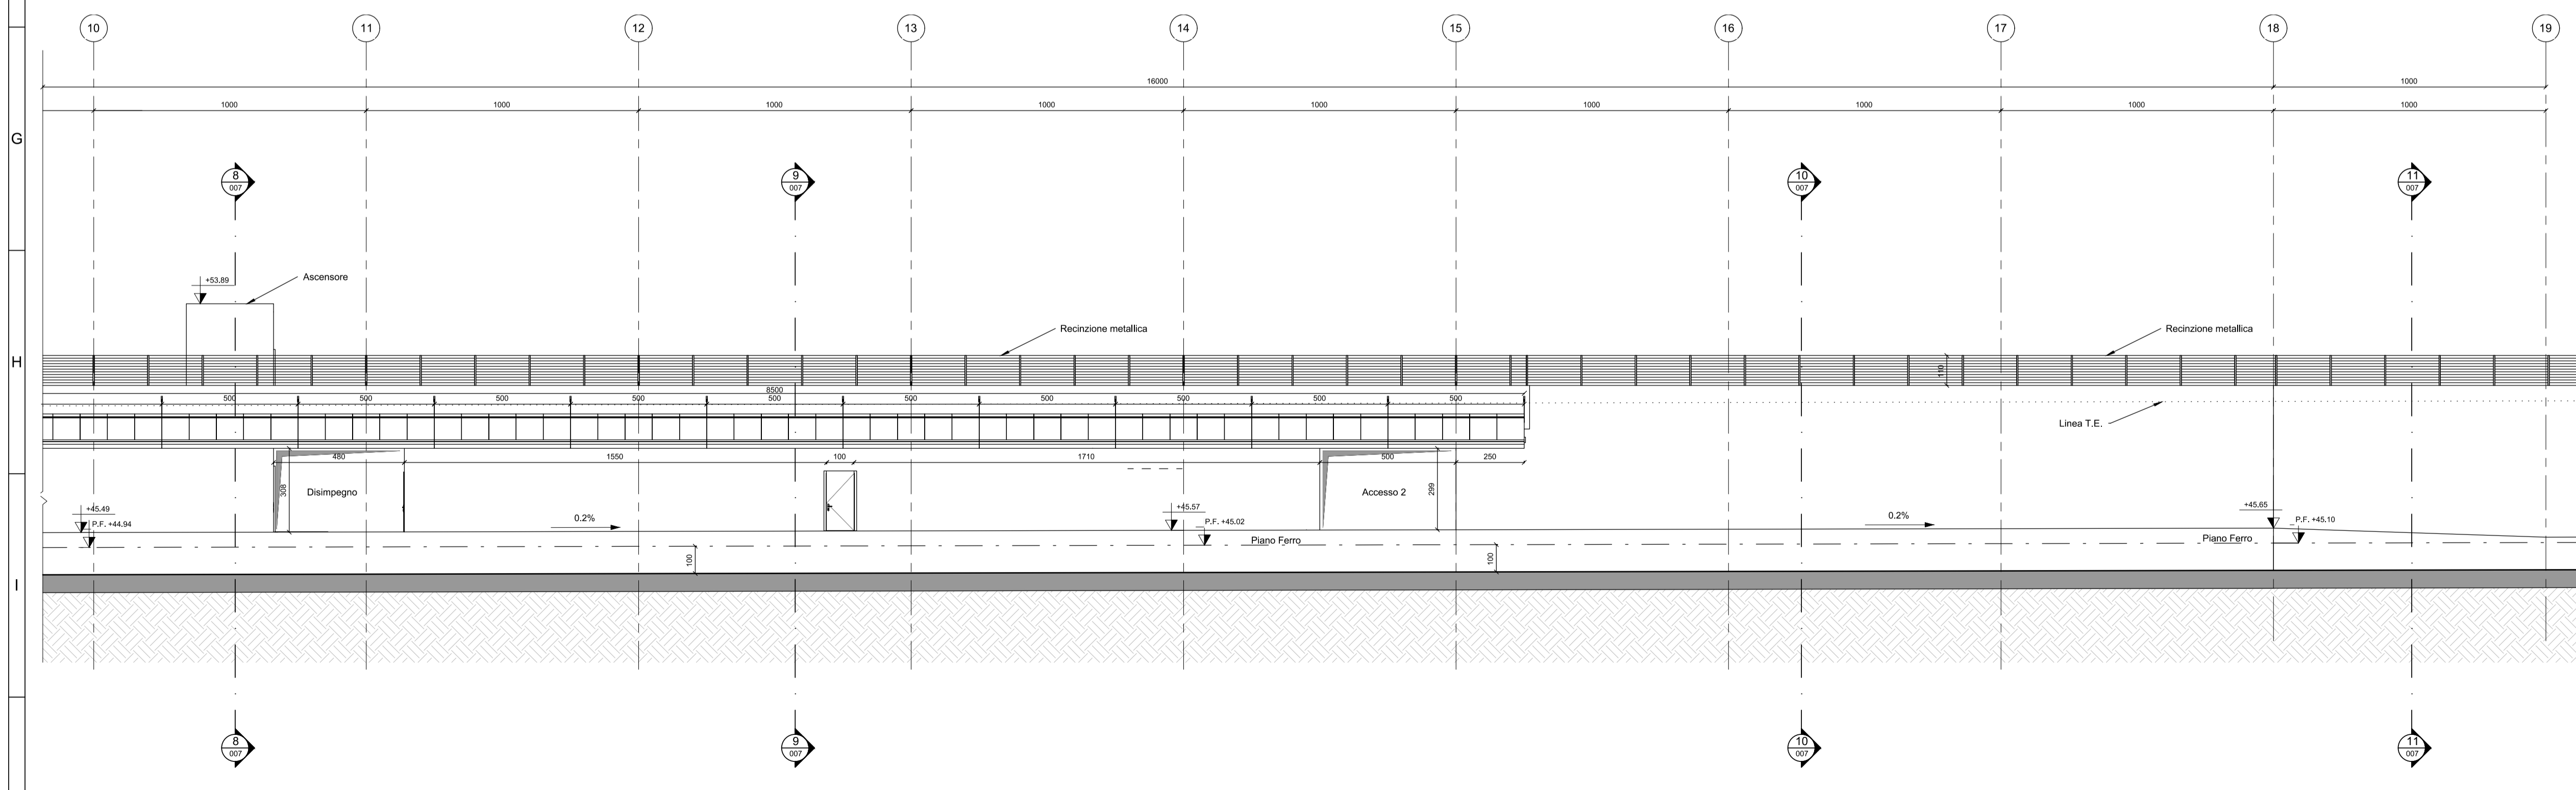 10 11 12 13 14 15 16 17 18 19
16000 1000
1000 1000 1000 1000 1000 1000 1000 1000 1000
G
8 9 10 11
007 007 007 007
+53.89 Ascensore
Recinzione metallica Recinzione metallica
H
110
8500
500 500 500 500 500 500 500 500 500 500
Linea T.E.
480 1550 100 1710 500 250
308 Disimpegno Accesso 2 299
+45.49 +45.57 +45.65
P.F. +44.94 0.2% P.F. +45.02 0.2% P.F. +45.10
Piano Ferro Piano Ferro
100 100
I
8 9 10 11
007 007 007 007